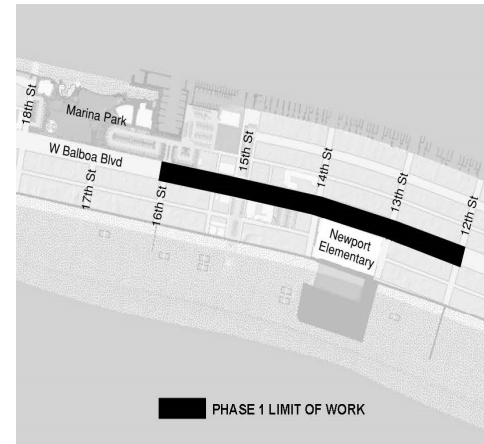 18th St
Marina Park
W Balboa Blvd
17th St
16th St
15th St
14th St
13th St
12th St
Newport
Elementary
PHASE 1 LIMIT OF WORK